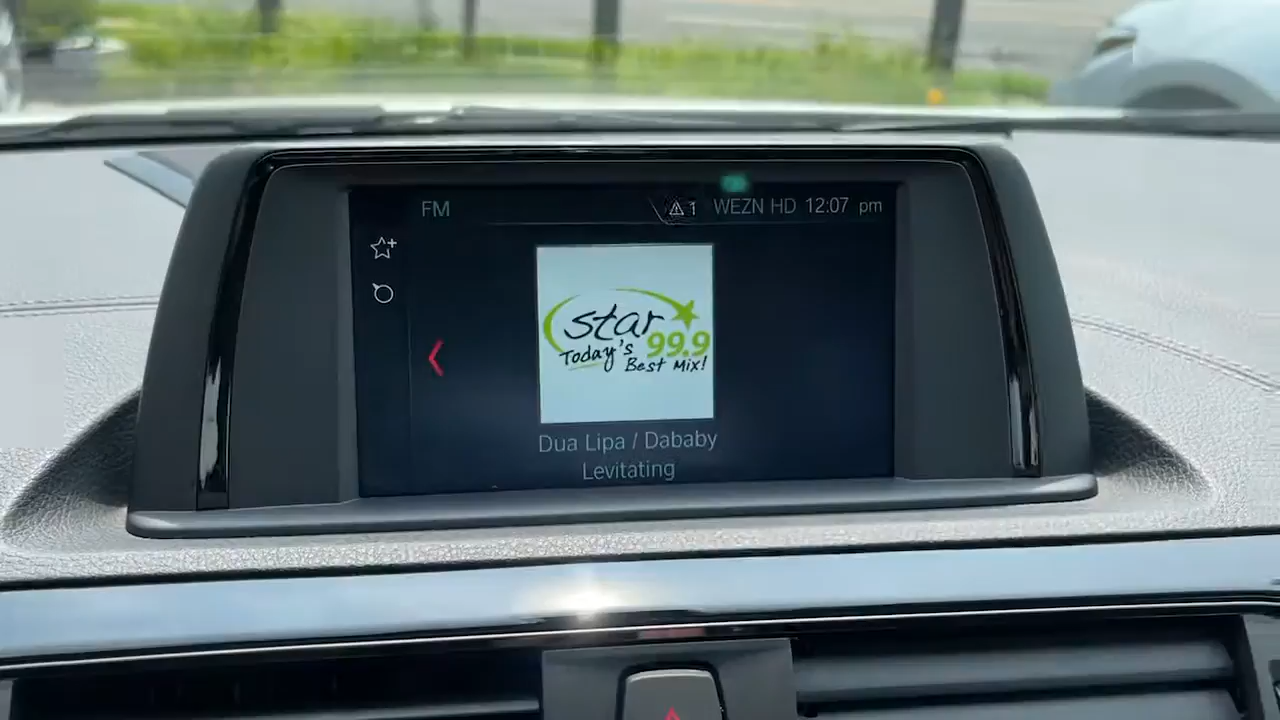 FM
1 WEZN HD 12:07 pm
star
99.9
Today's
Best Mix!
Dua Lipa / Dababy
Levitating